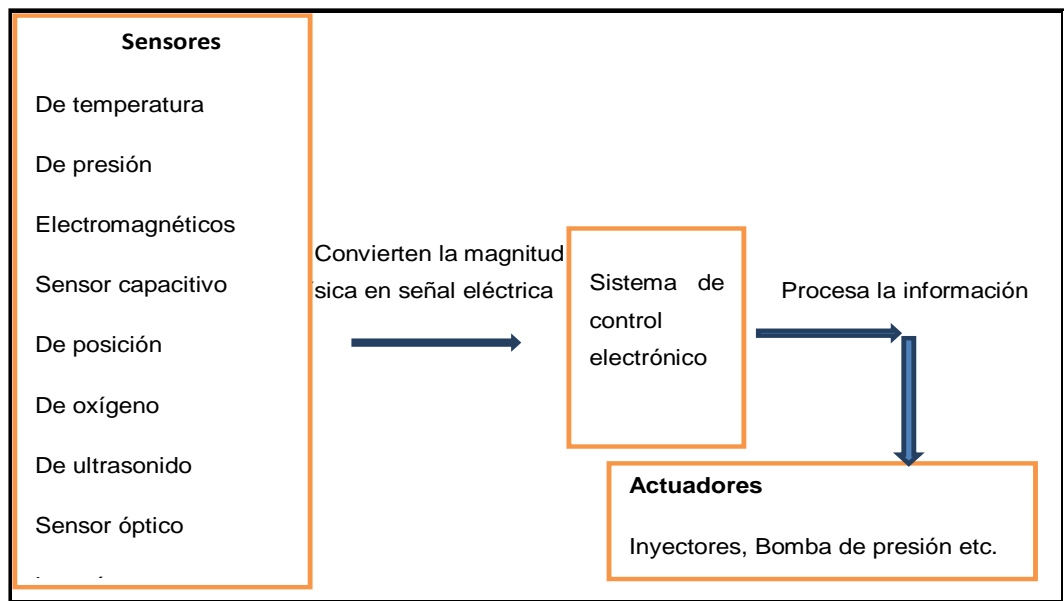 Sensores
De temperatura
De presión
Electromagnéticos
Sensor capacitivo
De posición
De oxígeno
De ultrasonido
Sensor óptico
Convierten la magnitud
sica en señal eléctrica
Sistema de
control
electrónico
Procesa la información
Actuadores
Inyectores, Bomba de presión etc.